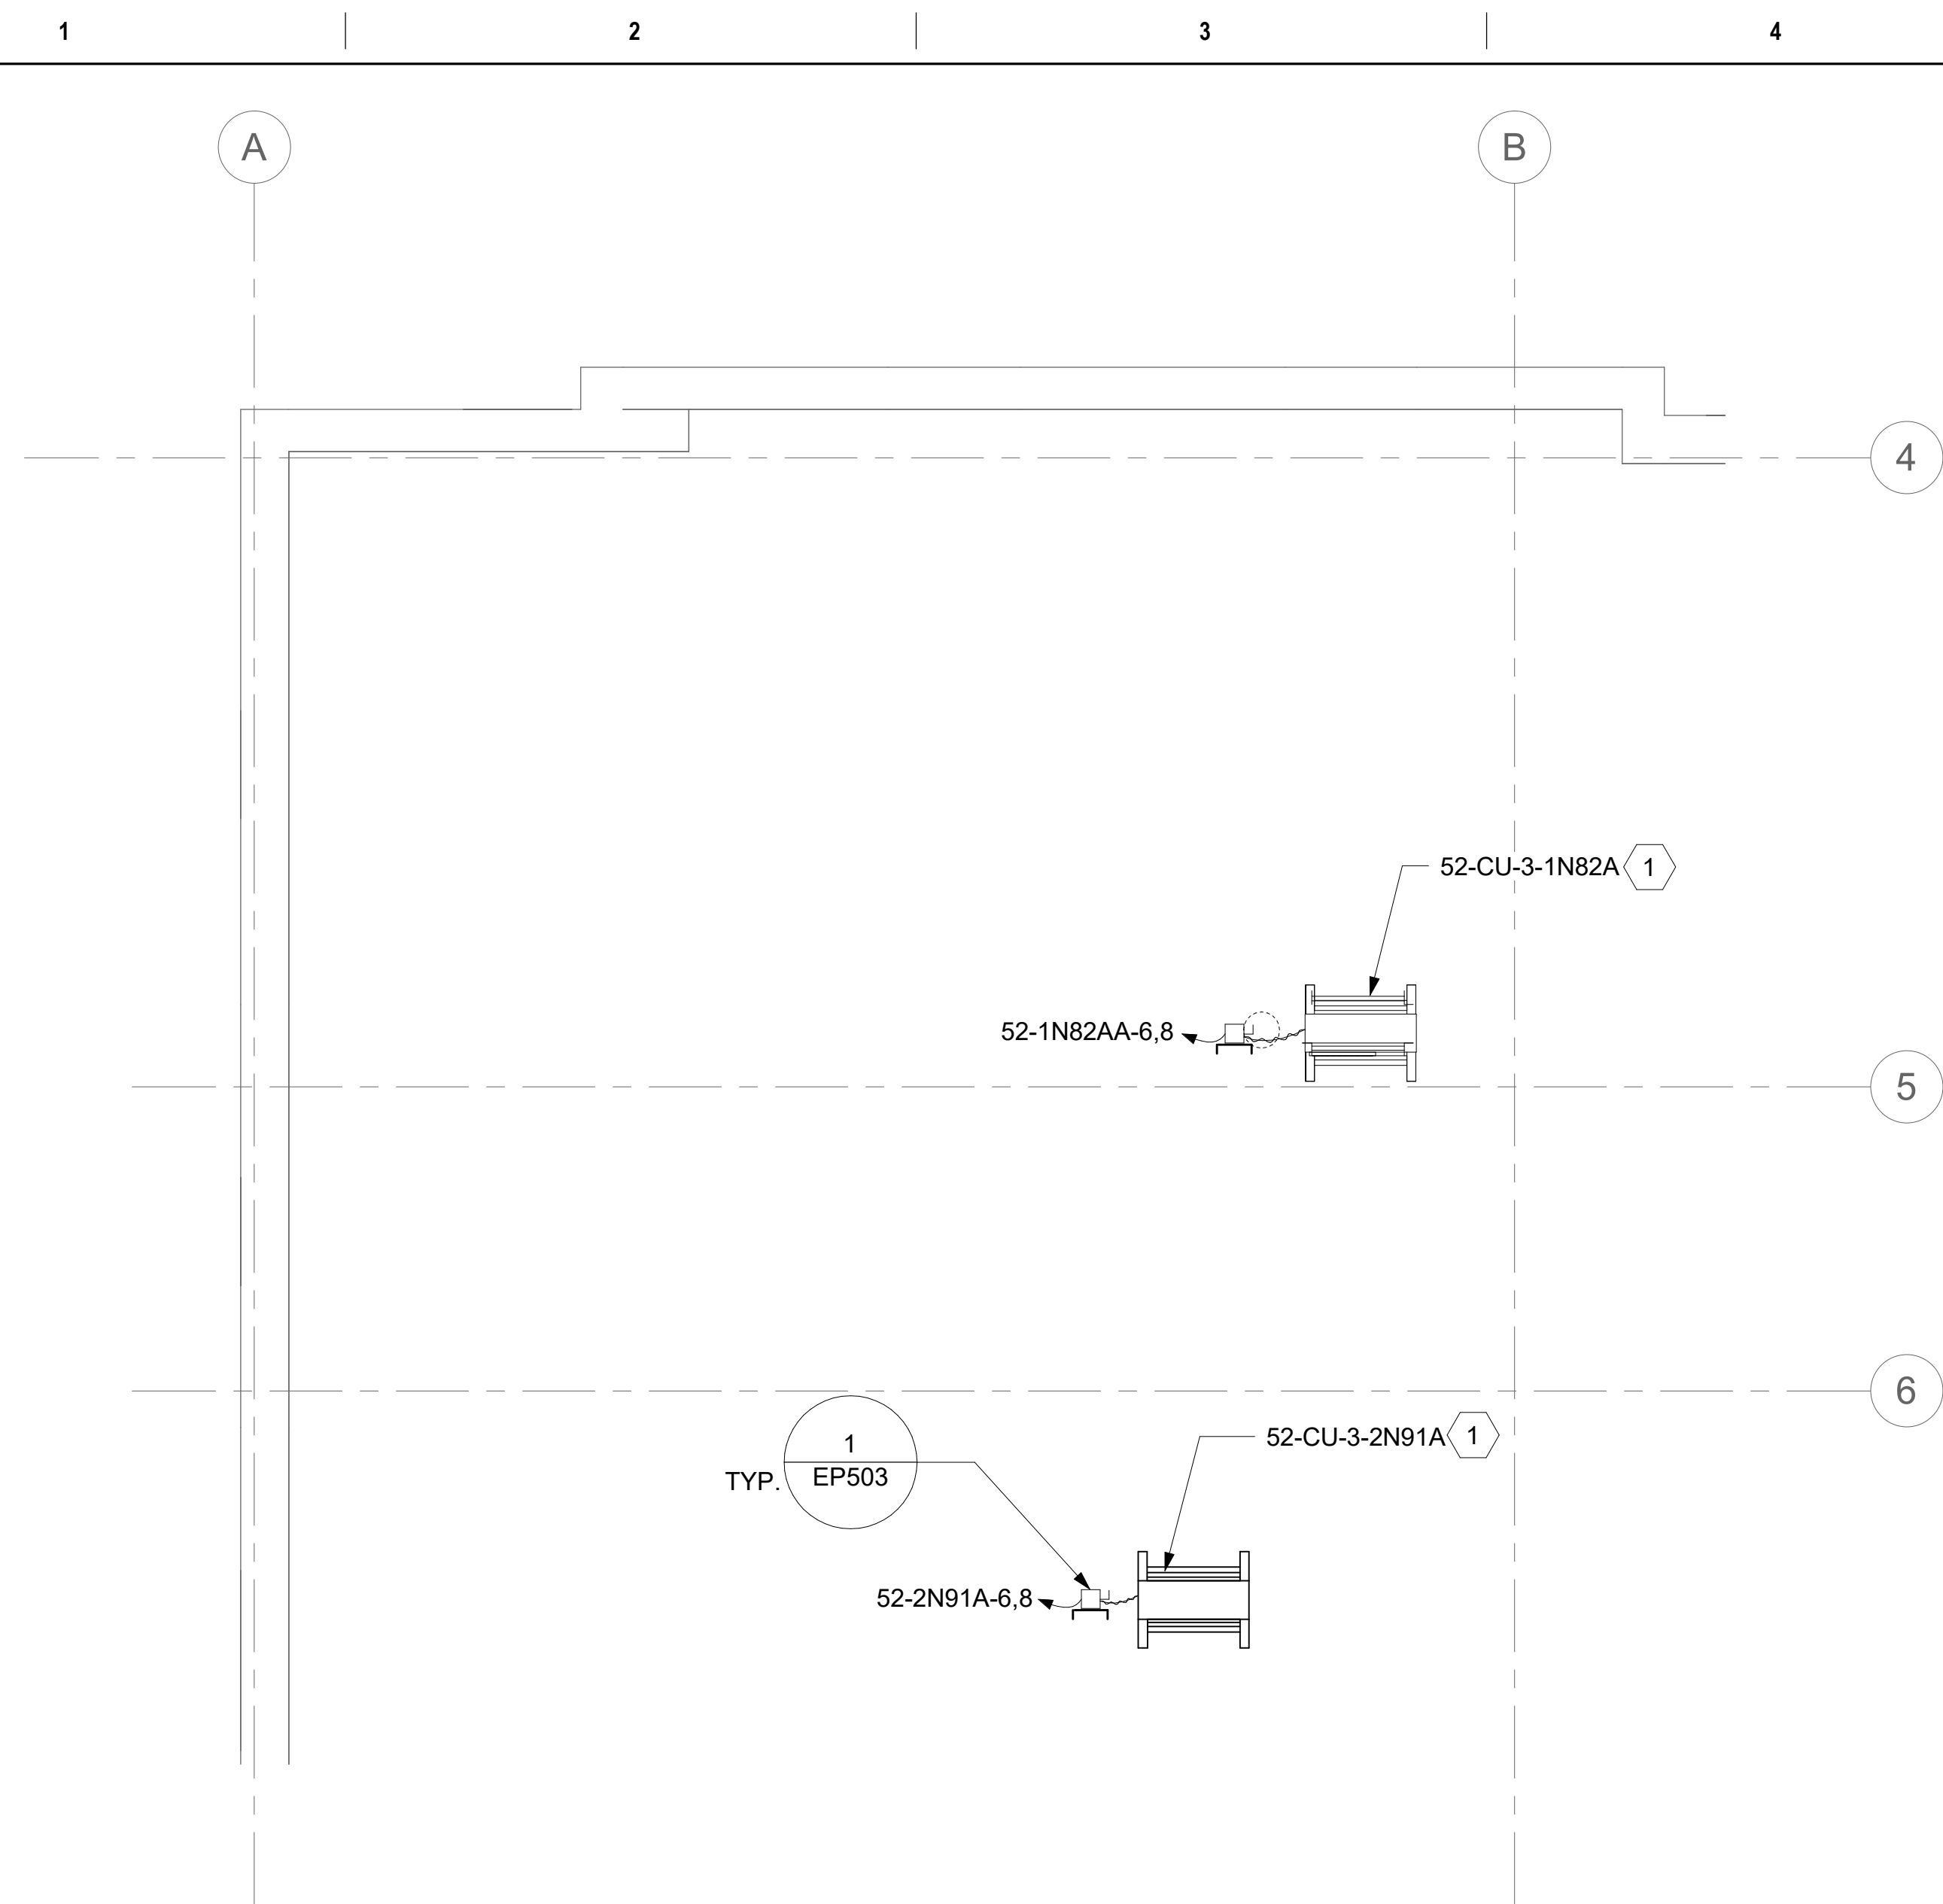 1 2 3 4
A B
4
52-CU-3-1N82A 1
52-1N82AA-6,8
5
6
52-CU-3-2N91A 1
1
TYP. EP503
52-2N91A-6,8